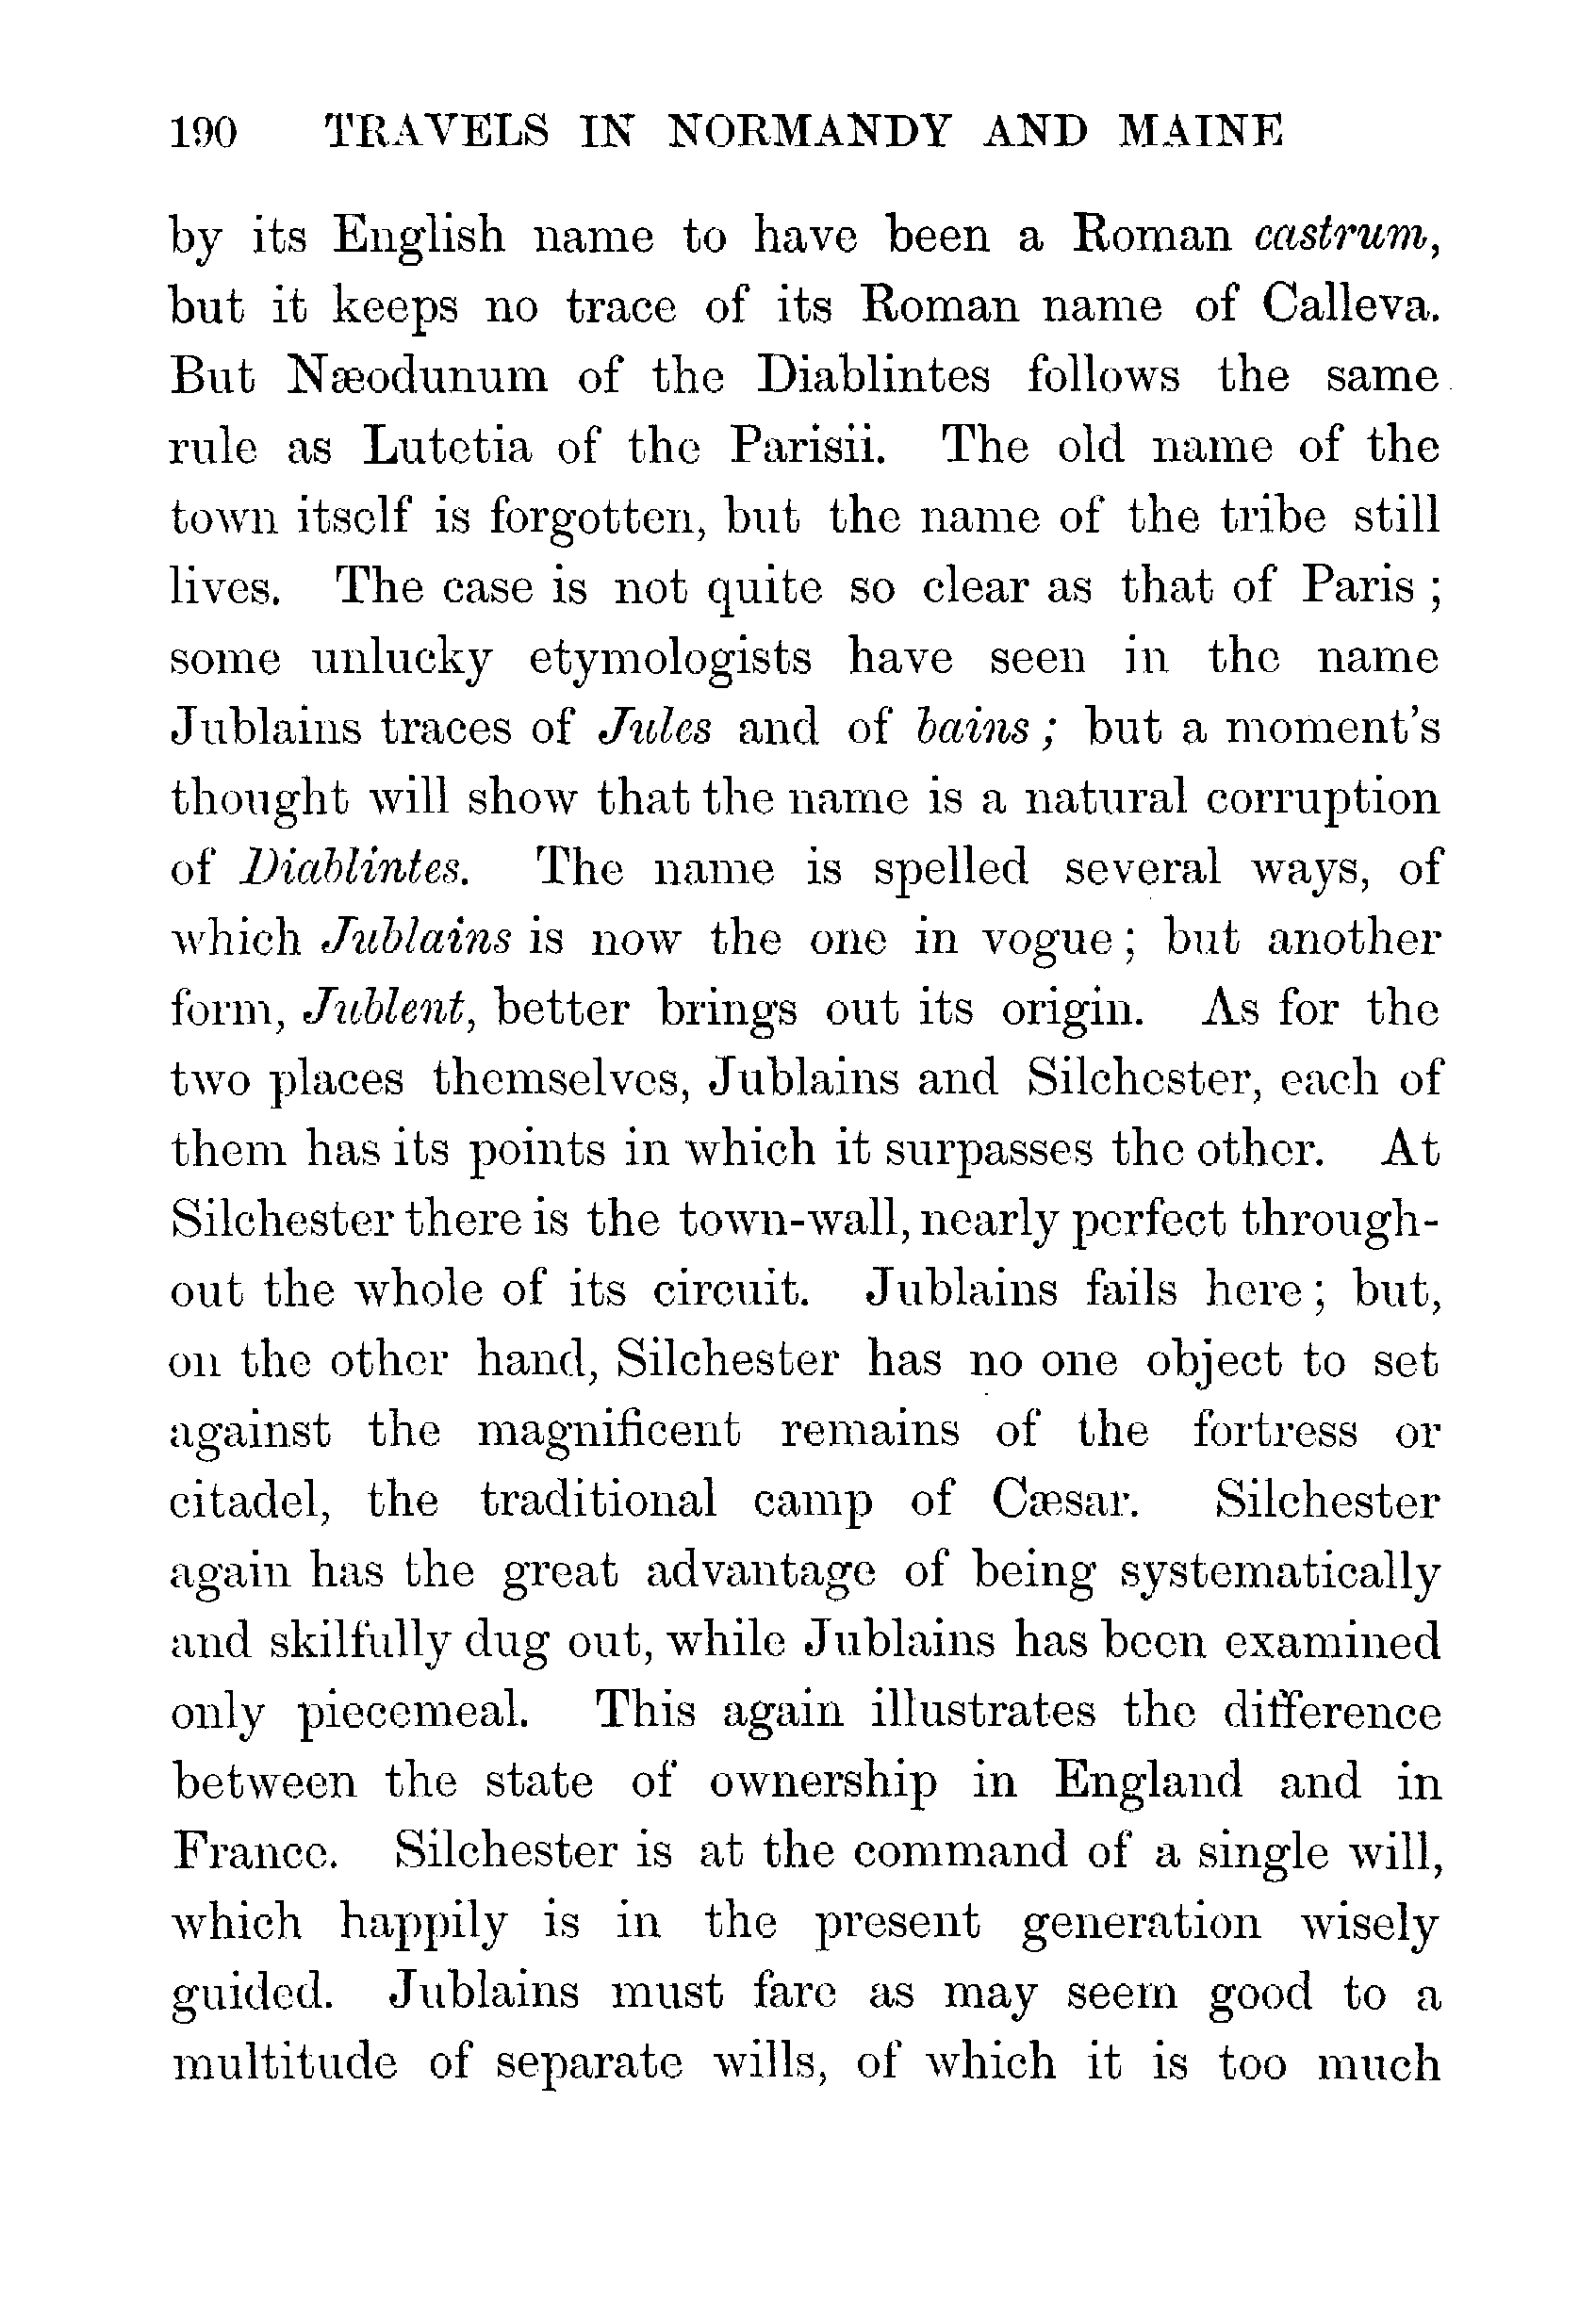 190 TRAVELS IN NORMANDY AND MAINE
by its English name to have been a Roman castrum,
but it keeps no trace of its Roman name of Calleva.
But Næodunum of the Diablintes follows the same
rule as Lutetia of the Parisii. The old name of the
town itself is forgotten, but the name of the tribe still
lives. The case is not quite so clear as that of Paris ;
some unlucky etymologists have seen in the name
Jublains traces of Jules and of bains ; but a moment's
thought will show that the name is a natural corruption
of Diablintes. The name is spelled several ways, of
which Jublains is now the one in vogue ; but another
form, Jublent, better brings out its origin. As for the
two places themselves, Jublains and Silchester, each of
them has its points in which it surpasses the other. At
Silchester there is the town-wall, nearly perfect through-
out the whole of its circuit. Jublains fails here ; but,
on the other hand, Silchester has no one object to set
against the magnificent remains of the fortress or
citadel, the traditional camp of Cæsar. Silchester
again has the great advantage of being systematically
and skilfully dug out, while Jublains has been examined
only piecemeal. This again illustrates the difference
between the state of ownership in England and in
France. Silchester is at the command of a single will,
which happily is in the present generation wisely
guided. Jublains must fare as may seem good to a
multitude of separate wills, of which it is too much